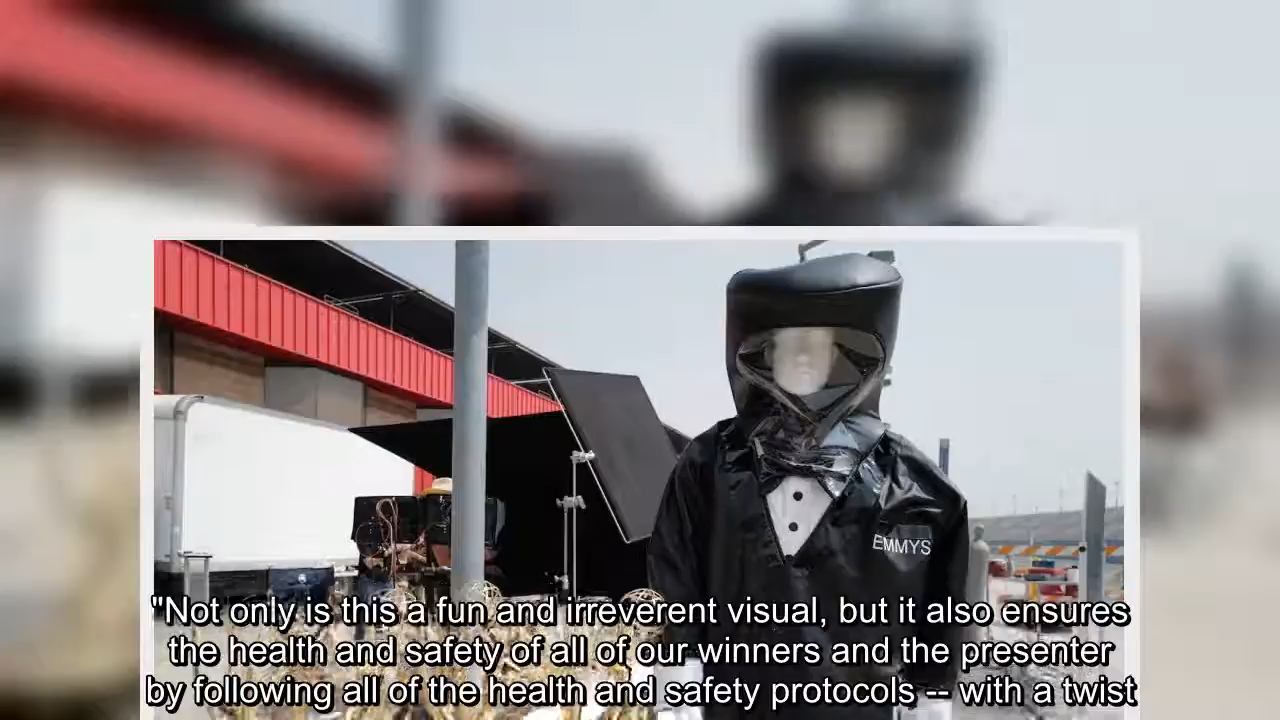 EMMYS
"Not only is this a fun and irreverent visual, but it also ensures
the health and safety of all of our winners and the presenter
by following all of the health and safety protocols -- with a twist